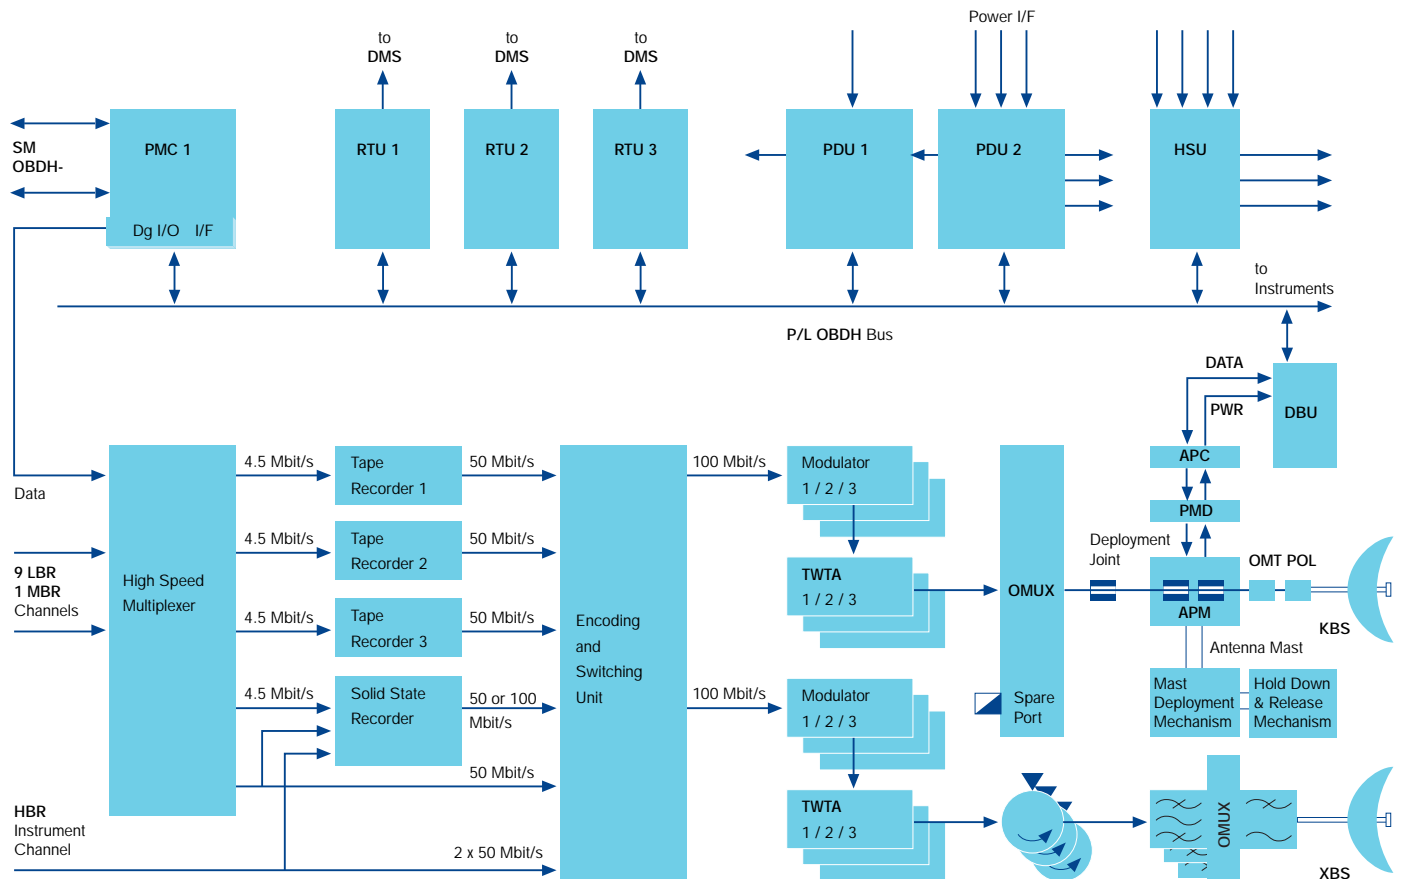 Power I/F
to
DMS
to
DMS
to
DMS
SM
OBDH-
PMC 1
Dg I/O I/F
RTU 1
RTU 2
RTU 3
PDU 1
PDU 2
HSU
to
Instruments
P/L OBDH Bus
DATA
PWR
DBU
APC
PMD
Data
9 LBR
1 MBR
Channels
HBR
Instrument
Channel
High Speed
Multiplexer
4.5 Mbit/s
4.5 Mbit/s
4.5 Mbit/s
4.5 Mbit/s
Tape
Recorder 1
Tape
Recorder 2
Tape
Recorder 3
Solid State
Recorder
50 Mbit/s
50 Mbit/s
50 Mbit/s
50 or 100
Mbit/s
50 Mbit/s
2 x 50 Mbit/s
Encoding
and
Switching
Unit
100 Mbit/s
100 Mbit/s
Modulator
1 / 2 / 3
TWTA
1 / 2 / 3
Modulator
1 / 2 / 3
TWTA
1 / 2 / 3
OMUX
Spare
Port
Deployment
Joint
APM
OMT POL
KBS
Antenna Mast
Mast
Deployment
Mechanism
Hold Down
& Release
Mechanism
OMUX
XBS